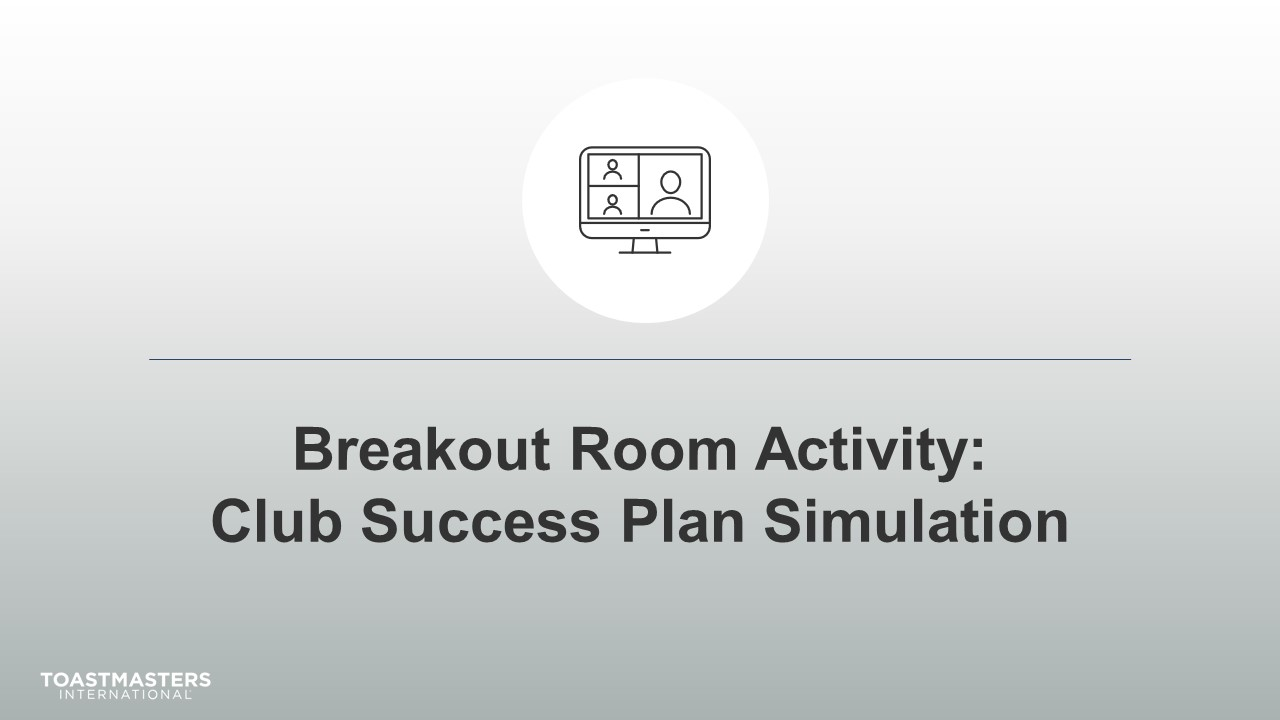 Breakout Room Activity:
Club Success Plan Simulation
TOASTMASTERS
INTERNATIONAL